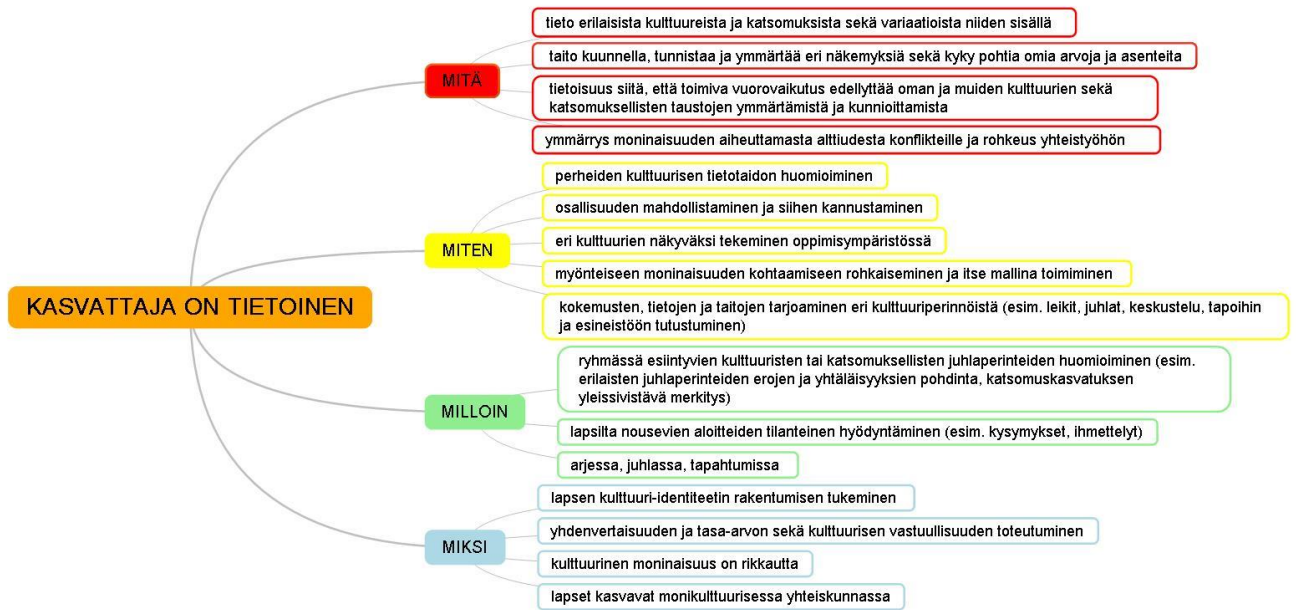 KASVATTAJA ON TIETOINEN
MITÄ
tieto erilaisista kulttuureista ja katsomuksista sekä variaatioista niiden sisällä
taito kuunnella, tunnistaa ja ymmärtää eri näkemyksiä sekä kyky pohtia omia arvoja ja asenteita
tietoisuus siitä, että toimiva vuorovaikutus edellyttää oman ja muiden kulttuurien sekä
katsomuksellisten taustojen ymmärtämistä ja kunnioittamista
ymmärrys moninaisuuden aiheuttamasta alttiudesta konflikteille ja rohkeus yhteistyöhön
MITEN
perheiden kulttuurisen tietotaidon huomioiminen
osallisuuden mahdollistaminen ja siihen kannustaminen
eri kulttuurien näkyväksi tekeminen oppimisympäristössä
myönteiseen moninaisuuden kohtaamiseen rohkaiseminen ja itse mallina toimiminen
kokemusten, tietojen ja taitojen tarjoaminen eri kulttuuriperinnöistä (esim. leikit, juhlat, keskustelu, tapoihin
ja esineistöön tutustuminen)
MILLOIN
ryhmässä esiintyvien kulttuuristen tai katsomuksellisten juhlaperinteiden huomioiminen (esim.
erilaisten juhlaperinteiden erojen ja yhtäläisyyksien pohdinta, katsomuskasvatuksen
yleissivistävä merkitys)
lapsilta nousevien aloitteiden tilanteinen hyödyntäminen (esim. kysymykset, ihmettelyt)
arjessa, juhlassa, tapahtumissa
MIKSI
lapsen kulttuuri-identiteetin rakentumisen tukeminen
yhdenvertaisuuden ja tasa-arvon sekä kulttuurisen vastuullisuuden toteutuminen
kulttuurinen moninaisuus on rikkautta
lapset kasvavat monikulttuurisessa yhteiskunnassa